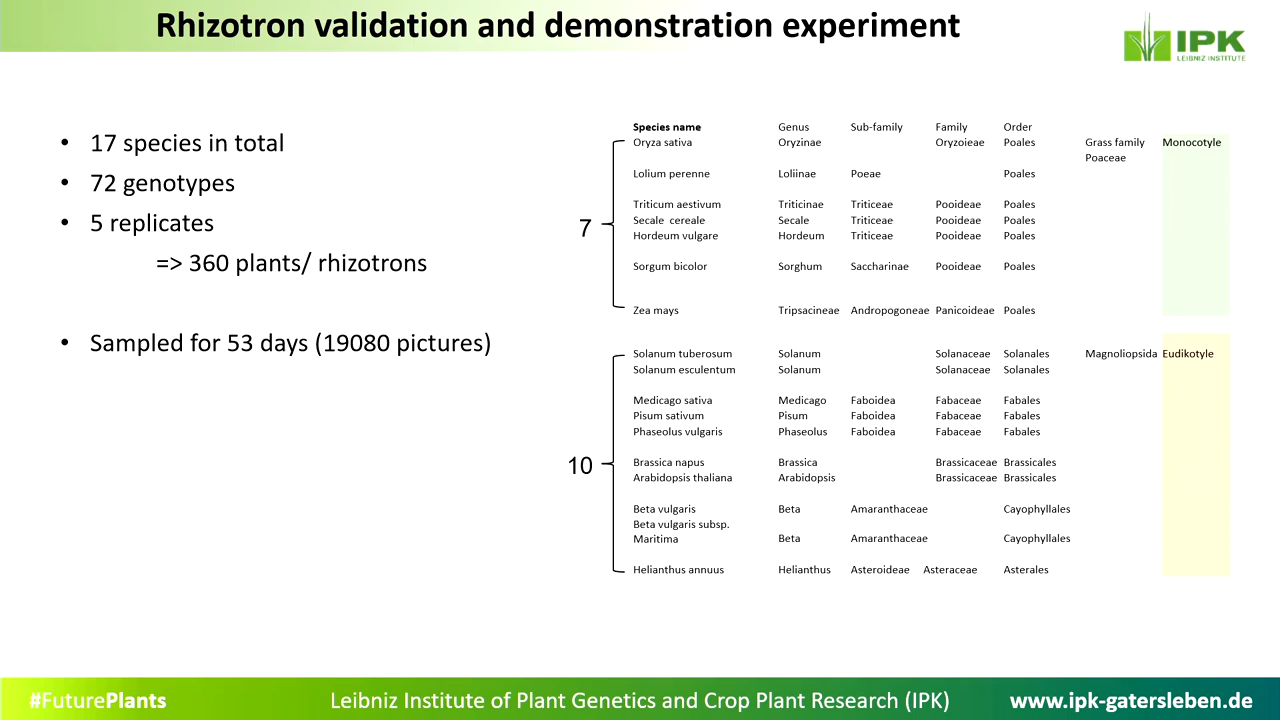 Rhizotron validation and demonstration experiment
IPK
LEIBNIZ INSTITUTE
• 17 species in total
• 72 genotypes
• 5 replicates
=> 360 plants/ rhizotrons
• Sampled for 53 days (19080 pictures)
Species name Genus Sub-family Family Order
Oryza sativa Oryzinae Oryzoieae Poales Grass family Monocotyle
Poaceae
Lolium perenne Loliinae Poeae Poales
Triticum aestivum Triticinae Triticeae Pooideae Poales
7
Secale cereale Secale Triticeae Pooideae Poales
Hordeum vulgare Hordeum Triticeae Pooideae Poales
Sorgum bicolor Sorghum Saccharinae Pooideae Poales
Zea mays Tripsacineae Andropogoneae Panicoideae Poales
Solanum tuberosum Solanum Solanaceae Solanales Magnoliopsida Eudikotyle
Solanum esculentum Solanum Solanaceae Solanales
Medicago sativa Medicago Faboidea Fabaceae Fabales
Pisum sativum Pisum Faboidea Fabaceae Fabales
Phaseolus vulgaris Phaseolus Faboidea Fabaceae Fabales
10
Brassica napus Brassica Brassicaceae Brassicales
Arabidopsis thaliana Arabidopsis Brassicaceae Brassicales
Beta vulgaris Beta Amaranthaceae Cayophyllales
Beta vulgaris subsp.
Maritima Beta Amaranthaceae Cayophyllales
Helianthus annuus Helianthus Asteroideae Asteraceae Asterales
#FuturePlants Leibniz Institute of Plant Genetics and Crop Plant Research (IPK) www.ipk-gatersleben.de